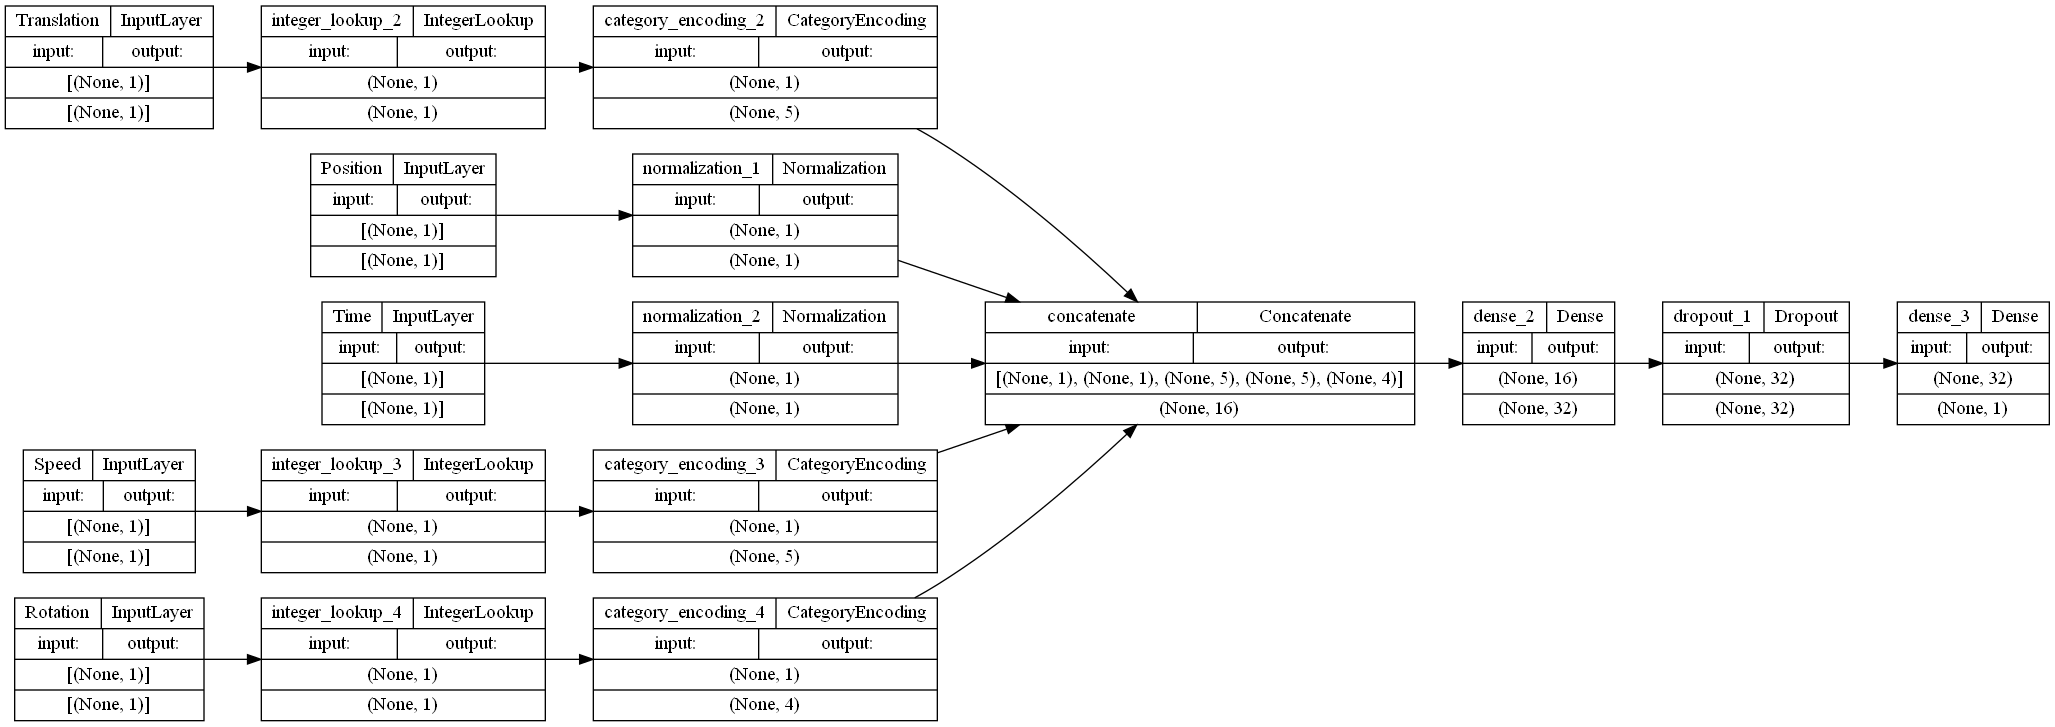 Translation InputLayer
input: output:
[(None, 1)]
[(None, 1)]
integer_lookup_2 IntegerLookup
input: output:
(None, 1)
(None, 1)
category_encoding_2 CategoryEncoding
input: output:
(None, 1)
(None, 5)
Position InputLayer
input: output:
[(None, 1)]
[(None, 1)]
normalization_1 Normalization
input: output:
(None, 1)
(None, 1)
Time InputLayer
input: output:
[(None, 1)]
[(None, 1)]
normalization_2 Normalization
input: output:
(None, 1)
(None, 1)
concatenate Concatenate
input: output:
[(None, 1), (None, 1), (None, 5), (None, 5), (None, 4)]
(None, 16)
dense_2 Dense
input: output:
(None, 16)
(None, 32)
dropout_1 Dropout
input: output:
(None, 32)
(None, 32)
dense_3 Dense
input: output:
(None, 32)
(None, 1)
Speed InputLayer
input: output:
[(None, 1)]
[(None, 1)]
integer_lookup_3 IntegerLookup
input: output:
(None, 1)
(None, 1)
category_encoding_3 CategoryEncoding
input: output:
(None, 1)
(None, 5)
Rotation InputLayer
input: output:
[(None, 1)]
[(None, 1)]
integer_lookup_4 IntegerLookup
input: output:
(None, 1)
(None, 1)
category_encoding_4 CategoryEncoding
input: output:
(None, 1)
(None, 4)